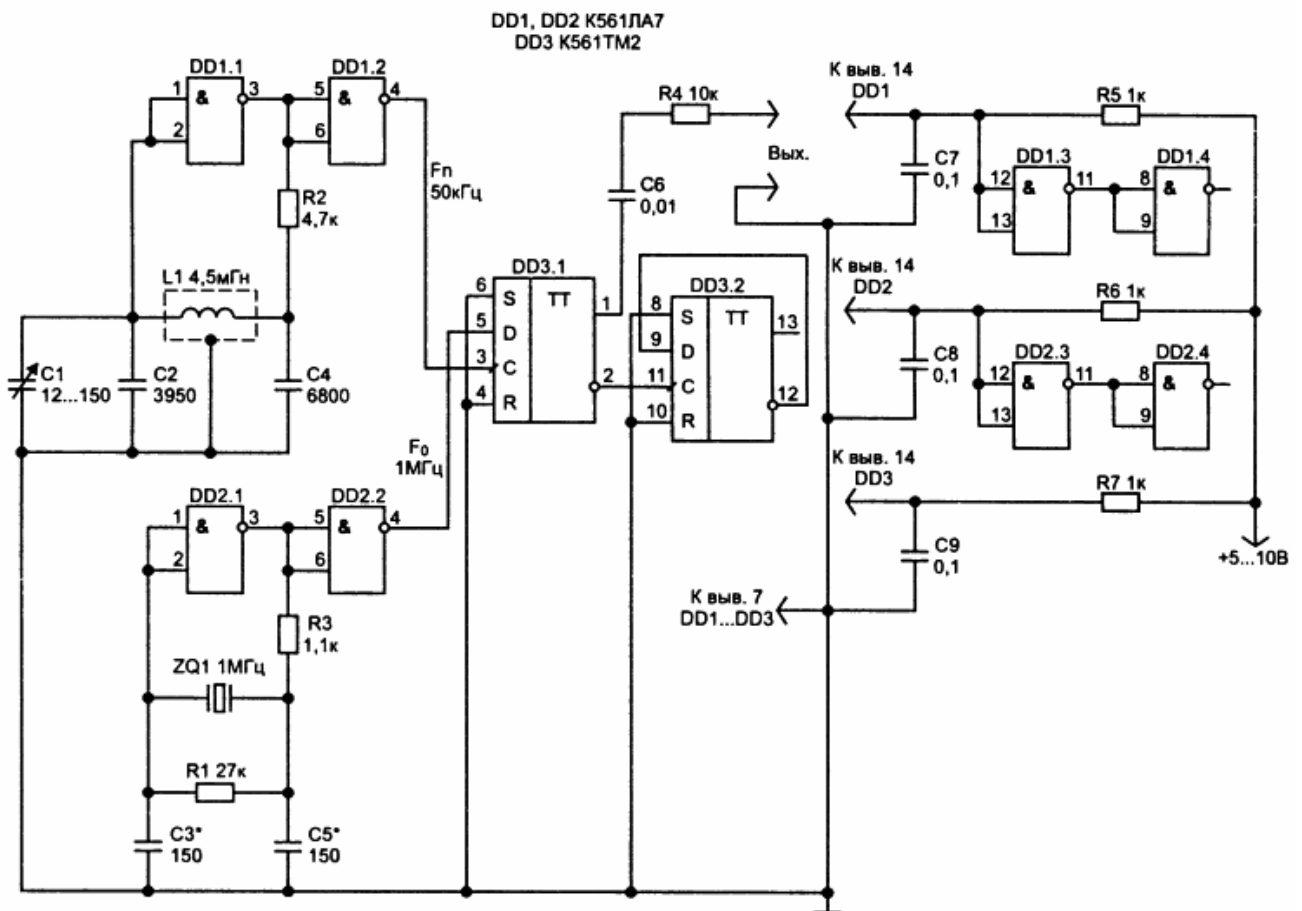 DD1, DD2 К561ЛА7
DD3 К561ТМ2
DD1.1
1
2
&
3
DD1.2
5
6
&
4
R2
4,7к
L1 4,5мГн
C1
12...150
C2
3950
C4
6800
Fп
50кГц
F0
1МГц
DD2.1
1
2
&
3
DD2.2
5
6
&
4
R3
1,1к
ZQ1 1МГц
R1 27к
C3*
150
C5*
150
DD3.1
6
5
3
4
S
D
C
R
TT
1
2
C6
0,01
R4 10к
Вых.
DD3.2
8
9
11
10
S
D
C
R
TT
13
12
К выв. 14
DD1
C7
0,1
R5 1к
DD1.3
12
13
&
11
DD1.4
8
9
&
К выв. 14
DD2
C8
0,1
R6 1к
DD2.3
12
13
&
11
DD2.4
8
9
&
К выв. 14
DD3
C9
0,1
R7 1к
+5...10В
К выв. 7
DD1...DD3